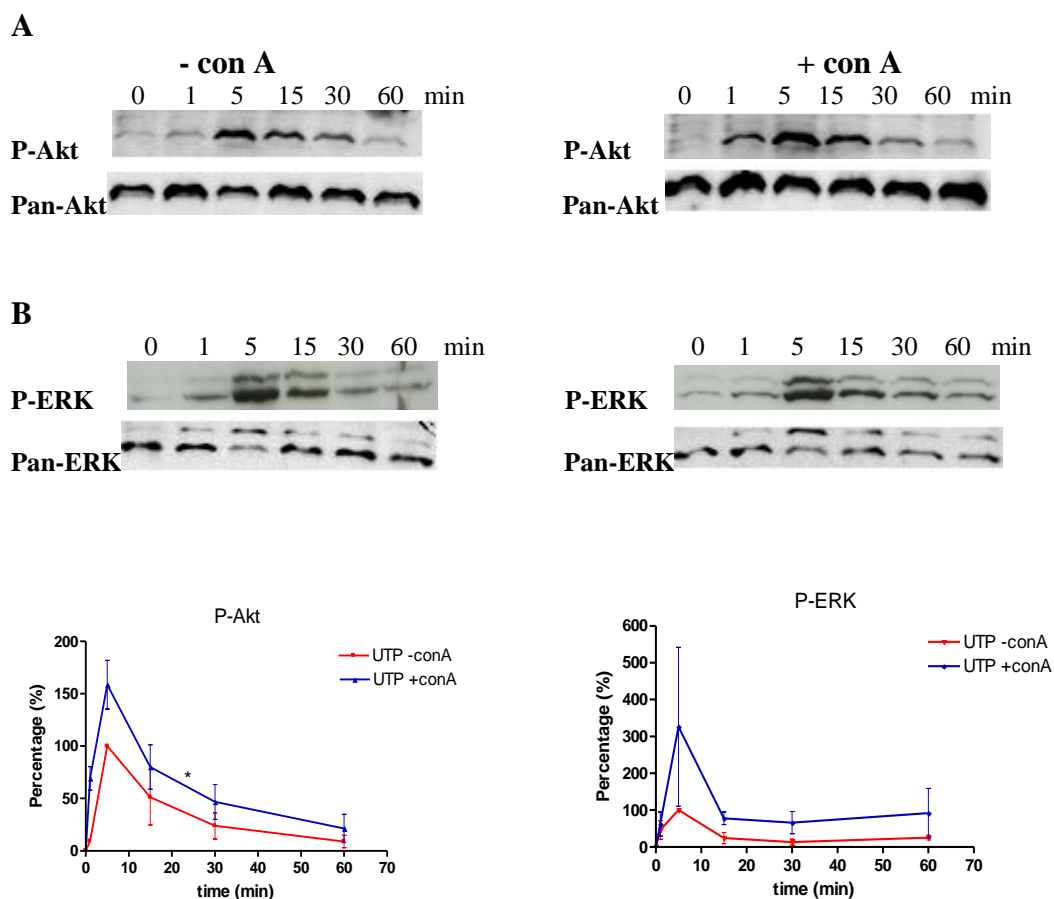 A
- con A
+ con A
0 1 5 15 30 60 min
0 1 5 15 30 60 min
P-Akt
P-Akt
Pan-Akt
Pan-Akt
B
0 1 5 15 30 60 min
0 1 5 15 30 60 min
P-ERK
P-ERK
Pan-ERK
Pan-ERK
P-Akt
200
150
100
50
0
Percentage (%)
*
0 10 20 30 40 50 60 70
time (min)
UTP -conA
UTP +conA
P-ERK
600
500
400
300
200
100
0
Percentage (%)
0 10 20 30 40 50 60 70
time (min)
UTP -conA
UTP +conA